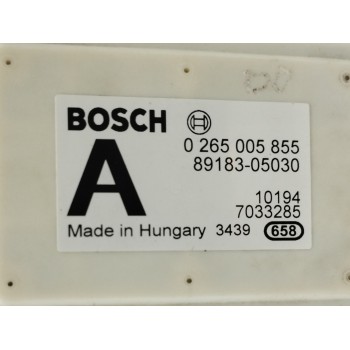 BOSCH
A
0 265 005 855
89183-05030
10194
7033285
Made in Hungary 3439 658